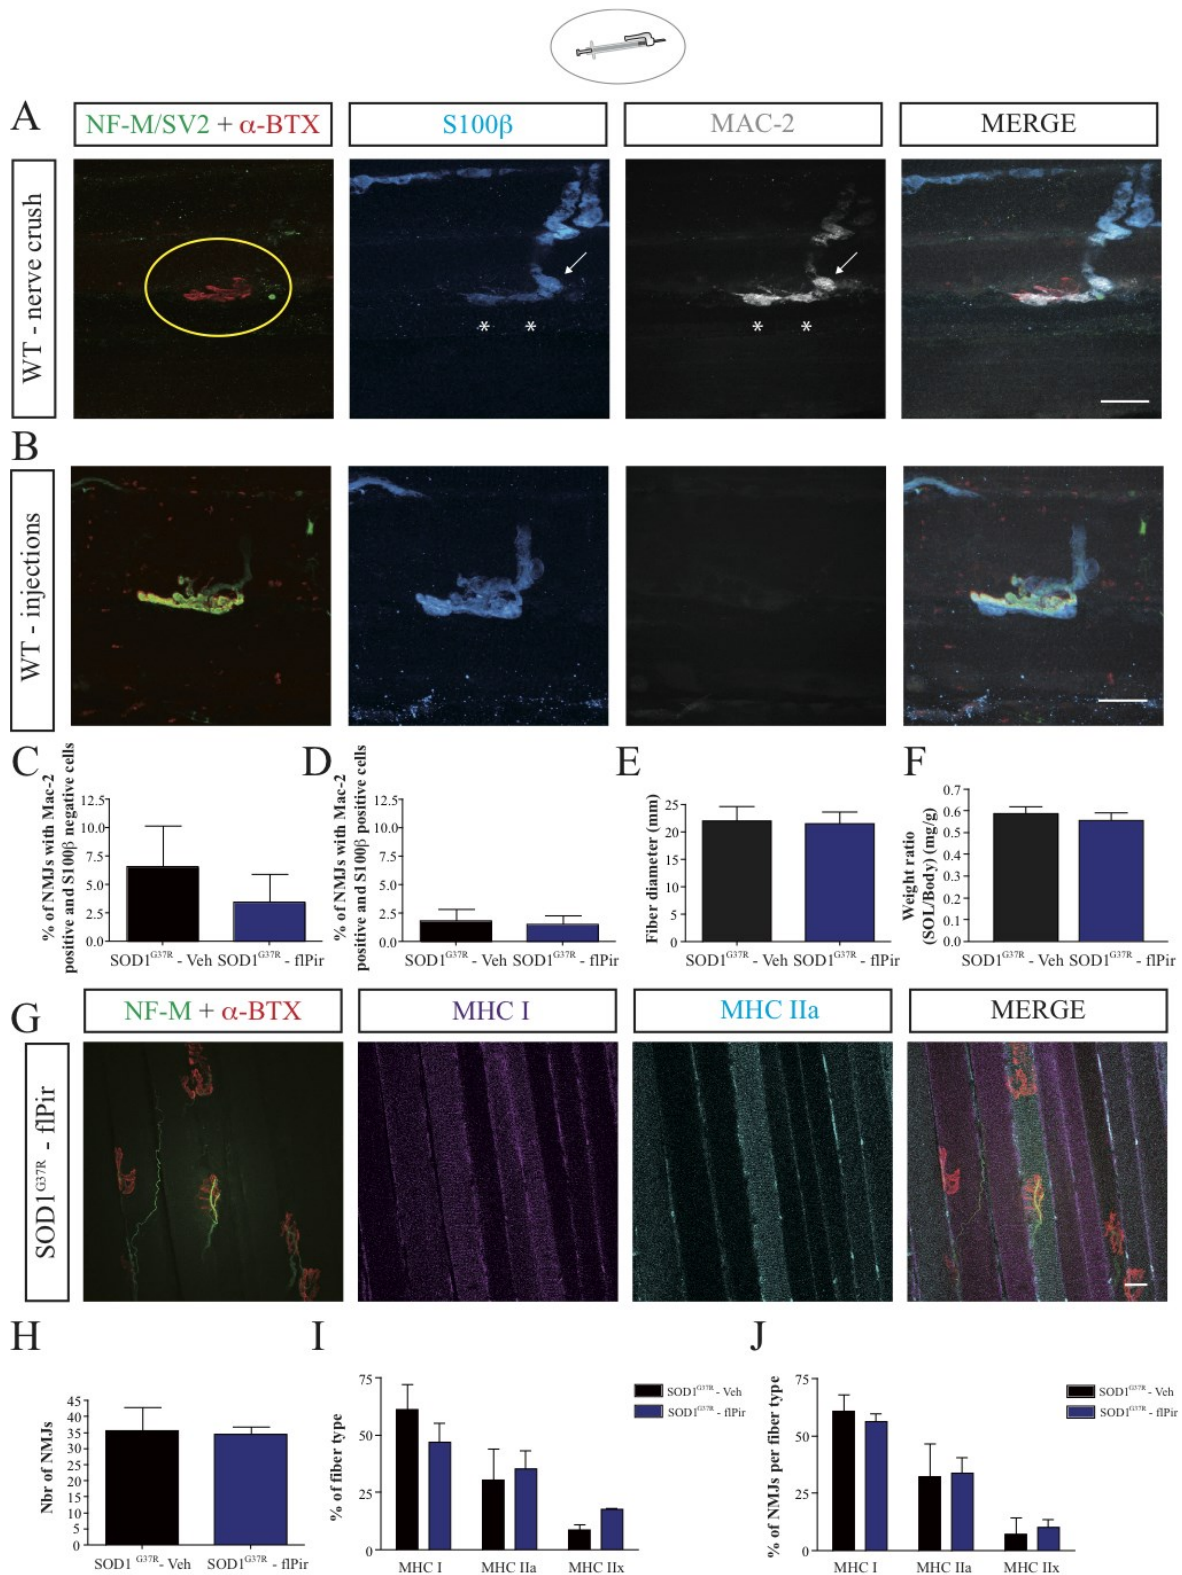 A
NF-M/SV2 + α-BTX
S100β
MAC-2
MERGE
WT - nerve crush
* *
* *
B
WT - injections
C
% of NMJs with Mac-2
positive and S100β negative cells
12.5
10.0
7.5
5.0
2.5
0.0
SOD1G37R - Veh
SOD1G37R - flPir
D
% of NMJs with Mac-2
positive and S100β positive cells
12.5
10.0
7.5
5.0
2.5
0.0
SOD1G37R - Veh
SOD1G37R - flPir
E
Fiber diameter (mm)
25
20
15
10
5
0
SOD1G37R - Veh
SOD1G37R - flPir
F
Weight ratio
(SOL/Body) (mg/g)
0.7
0.6
0.5
0.4
0.3
0.2
0.1
0.0
SOD1G37R - Veh
SOD1G37R - flPir
G
NF-M + α-BTX
MHC I
MHC IIa
MERGE
SOD1G37R - flPir
H
Nbr of NMJs
45
40
35
30
25
20
15
10
5
0
SOD1 G37R - Veh
SOD1G37R - flPir
I
% of fiber type
75
50
25
0
MHC I
MHC IIa
MHC IIx
SOD1G37R - Veh
SOD1G37R - flPir
J
% of NMJs per fiber type
75
50
25
0
MHC I
MHC IIa
MHC IIx
SOD1G37R - Veh
SOD1G37R - flPir